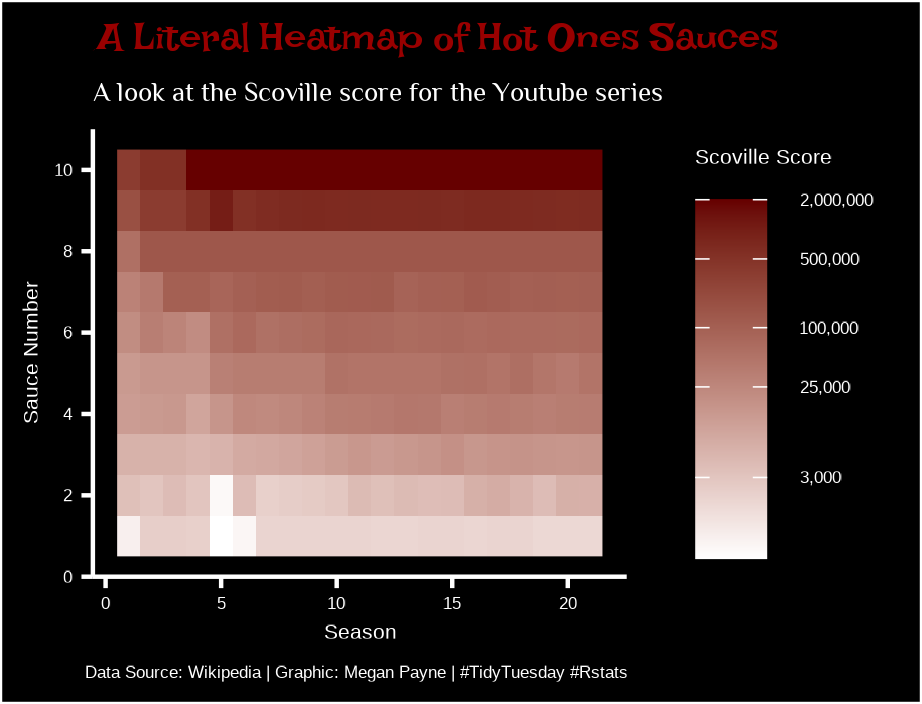 A Literal Heatmap of Hot Ones Sauces
A look at the Scoville score for the Youtube series
Scoville Score
2,000,000
500,000
100,000
25,000
3,000
Sauce Number
10
8
6
4
2
0
0 5 10 15 20
Season
Data Source: Wikipedia | Graphic: Megan Payne | #TidyTuesday #Rstats